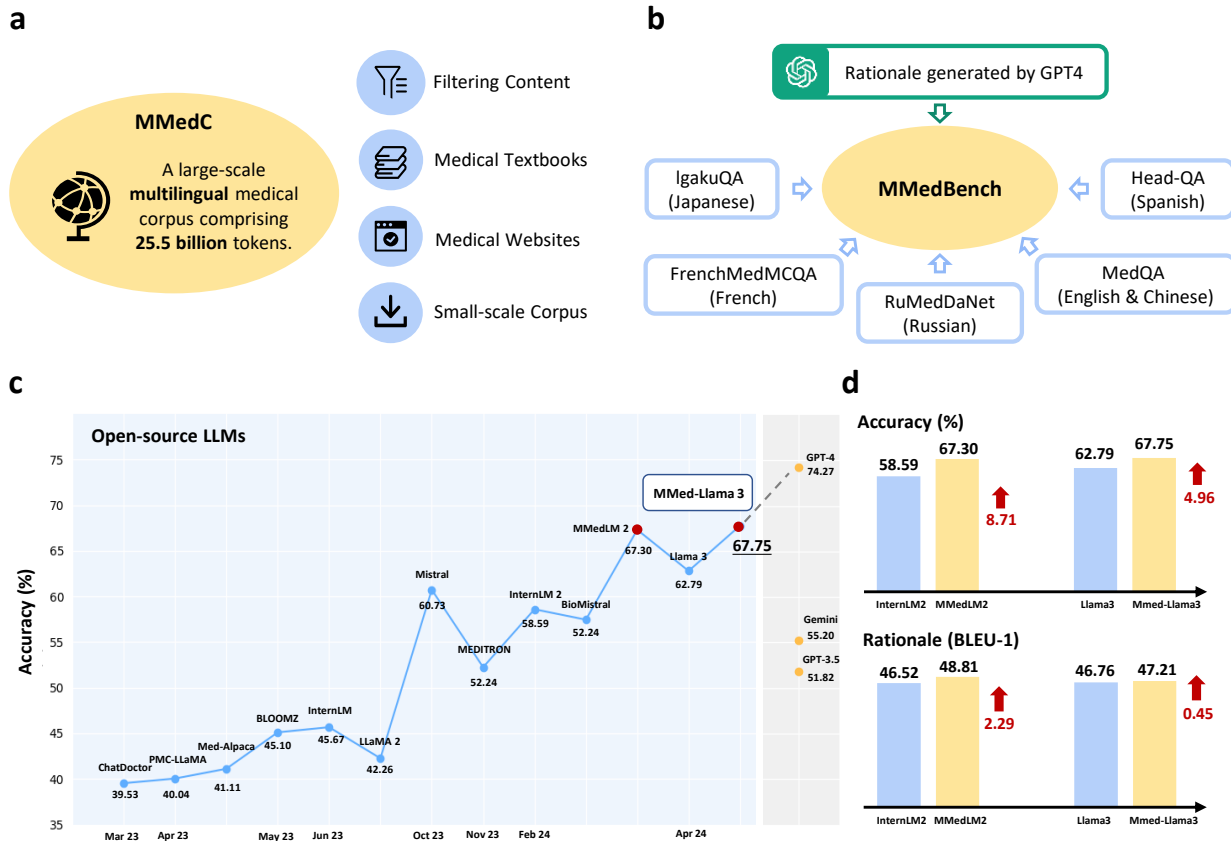 a
MMedC
A large-scale
multilingual medical
corpus comprising
25.5 billion tokens.
Filtering Content
Medical Textbooks
Medical Websites
Small-scale Corpus
b
Rationale generated by GPT4
MMedBench
IgakuQA
(Japanese)
Head-QA
(Spanish)
FrenchMedMCQA
(French)
RuMedDaNet
(Russian)
MedQA
(English & Chinese)
c
Open-source LLMs
Accuracy (%)
75
70
65
60
55
50
45
40
35
ChatDoctor
39.53
PMC-LLaMA
40.04
Med-Alpaca
41.11
BLOOMZ
45.10
InternLM
45.67
LLaMA 2
42.26
Mistral
60.73
MEDITRON
52.24
InternLM 2
58.59
BioMistral
52.24
MMedLM 2
67.30
Llama 3
62.79
MMed-Llama 3
67.75
GPT-4
74.27
Gemini
55.20
GPT-3.5
51.82
Mar 23
Apr 23
May 23
Jun 23
Oct 23
Nov 23
Feb 24
Apr 24
d
Accuracy (%)
58.59
67.30
8.71
62.79
67.75
4.96
InternLM2
MMedLM2
Llama3
Mmed-Llama3
Rationale (BLEU-1)
46.52
48.81
2.29
46.76
47.21
0.45
InternLM2
MMedLM2
Llama3
Mmed-Llama3